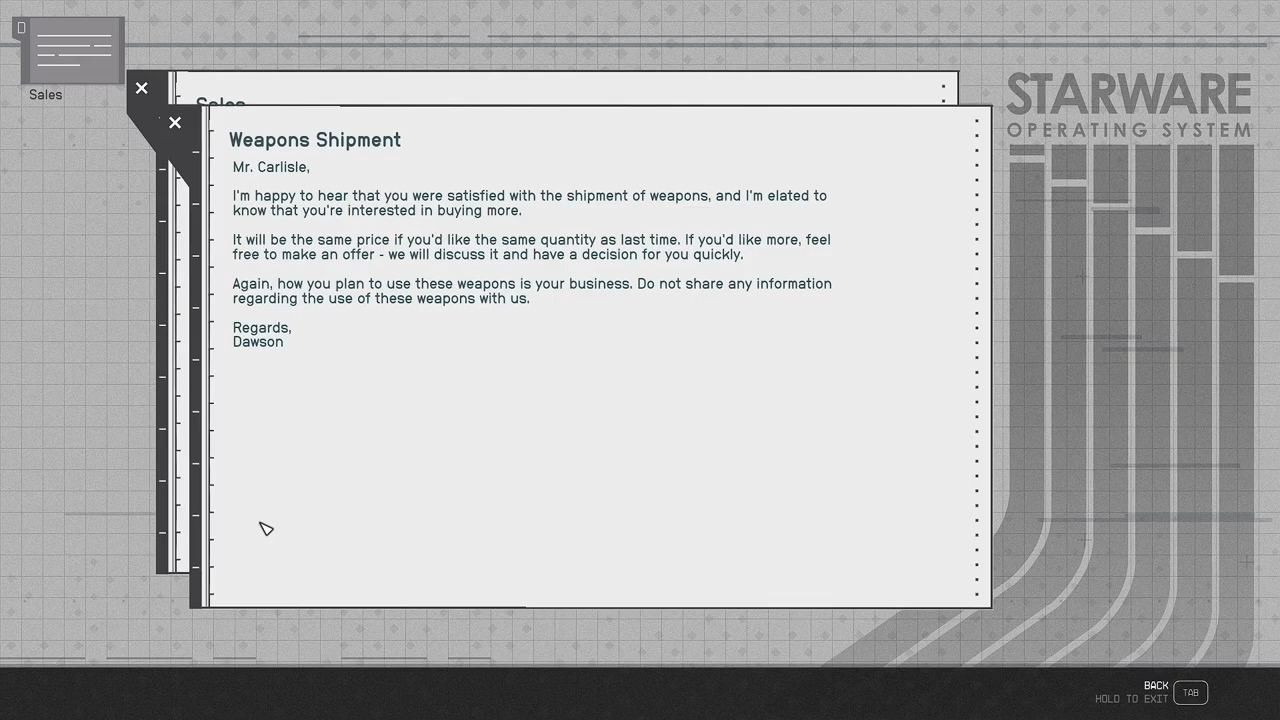 D
Sales
Sales
Weapons Shipment
Mr. Carlisle,
I'm happy to hear that you were satisfied with the shipment of weapons, and I'm elated to
know that you're interested in buying more.
It will be the same price if you'd like the same quantity as last time. If you'd like more, feel
free to make an offer - we will discuss it and have a decision for you quickly.
Again, how you plan to use these weapons is your business. Do not share any information
regarding the use of these weapons with us.
Regards,
Dawson
STARWARE
OPERATING SYSTEM
BACK
HOLD TO EXIT
TAB